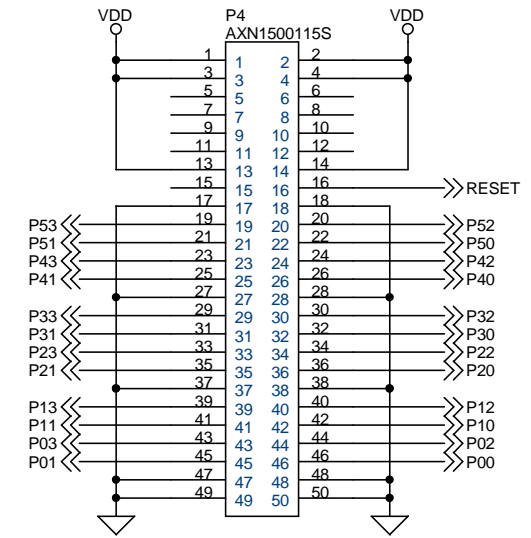 VDD P4 VDD
AXN1500115S
1 1 2 2
3 3 4 4
5 5 6 6
7 7 8 8
9 9 10 10
11 11 12 12
13 13 14 14
15 15 16 16 RESET
17 17 18 18
P53 19 19 20 20 P52
P51 21 21 22 22 P50
P43 23 23 24 24 P42
P41 25 25 26 26 P40
27 27 28 28
P33 29 29 30 30 P32
P31 31 31 32 32 P30
P23 33 33 34 34 P22
P21 35 35 36 36 P20
37 37 38 38
P13 39 39 40 40 P12
P11 41 41 42 42 P10
P03 43 43 44 44 P02
P01 45 45 46 46 P00
47 47 48 48
49 49 50 50